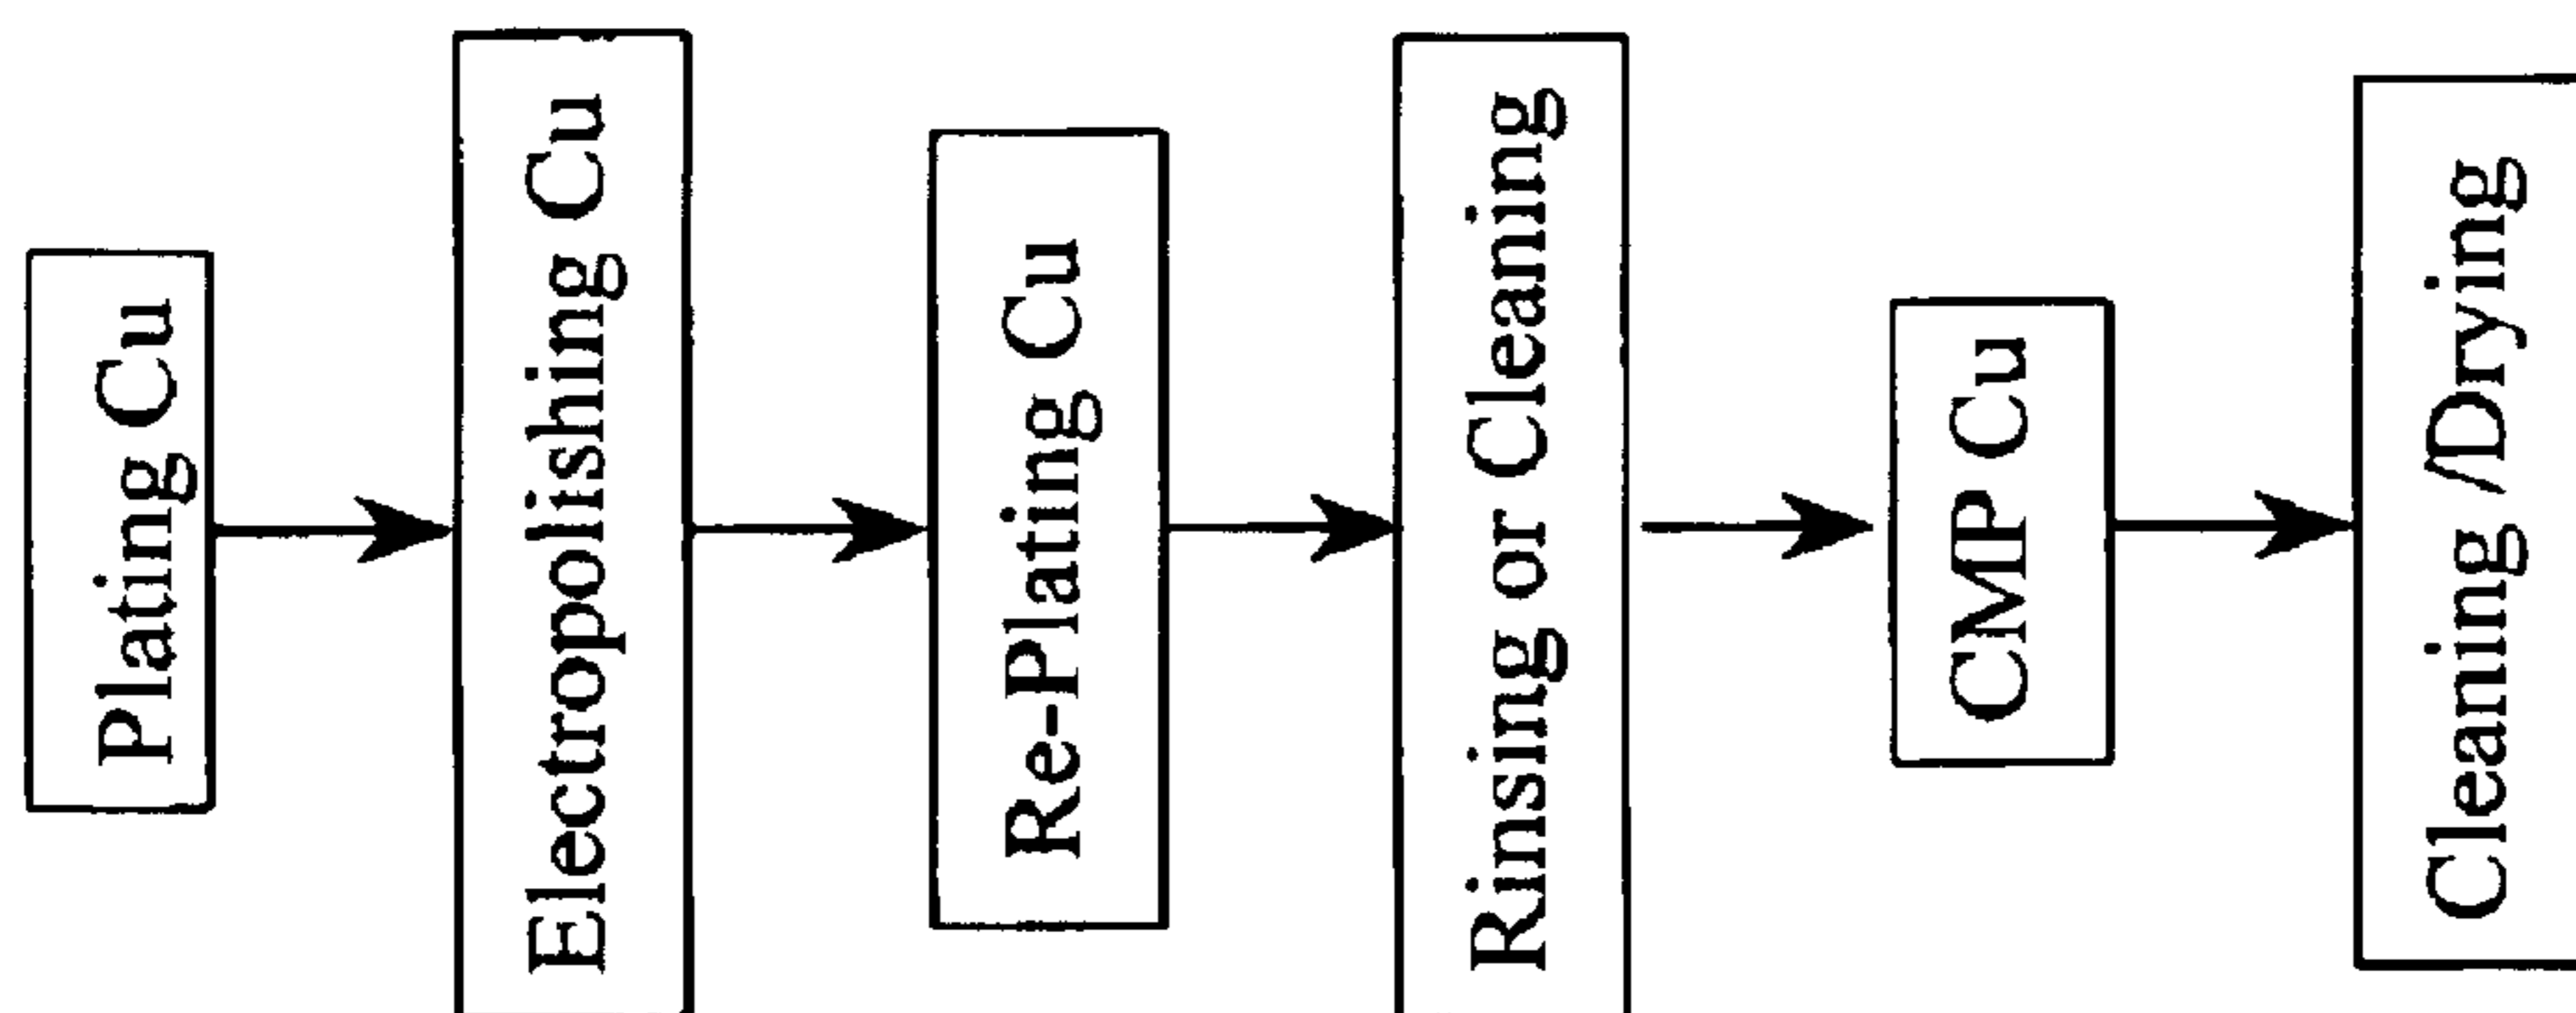 Plating Cu
Electropolishing Cu
Re-Plating Cu
Rinsing or Cleaning
CMP Cu
Cleaning /Drying